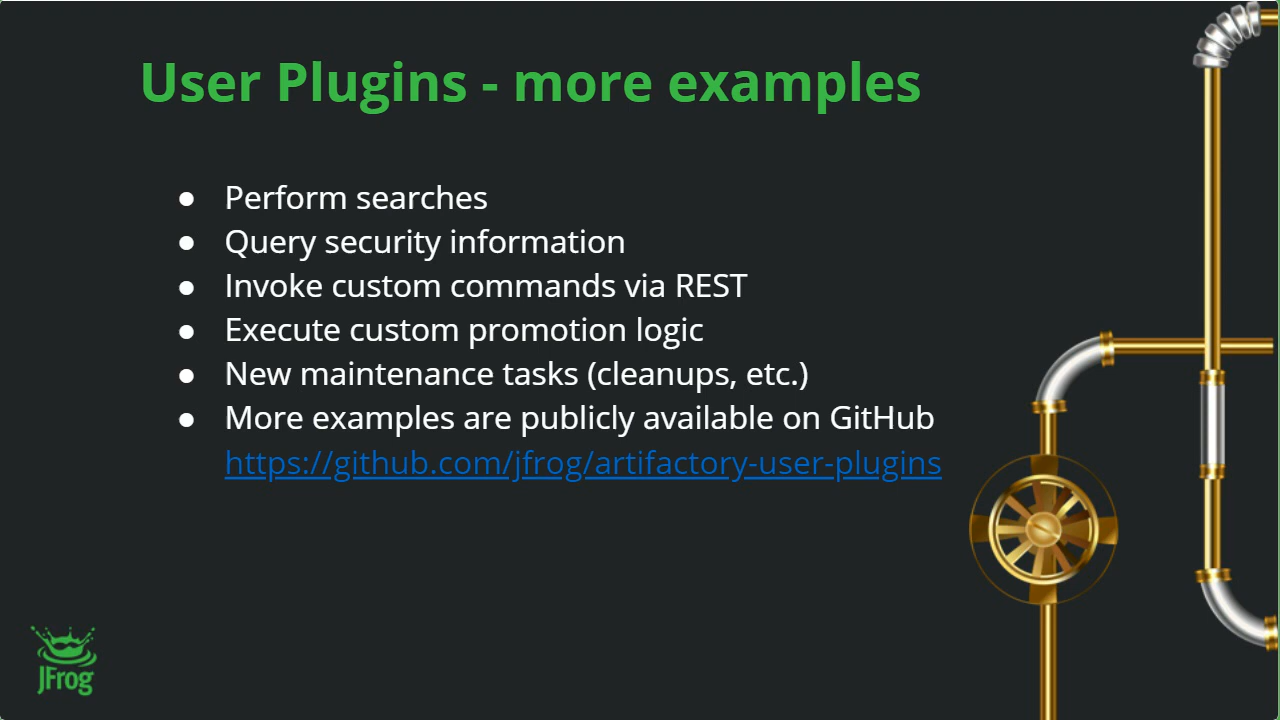 User Plugins - more examples
● Perform searches
● Query security information
● Invoke custom commands via REST
● Execute custom promotion logic
● New maintenance tasks (cleanups, etc.)
● More examples are publicly available on GitHub
https://github.com/jfrog/artifactory-user-plugins
JFrog